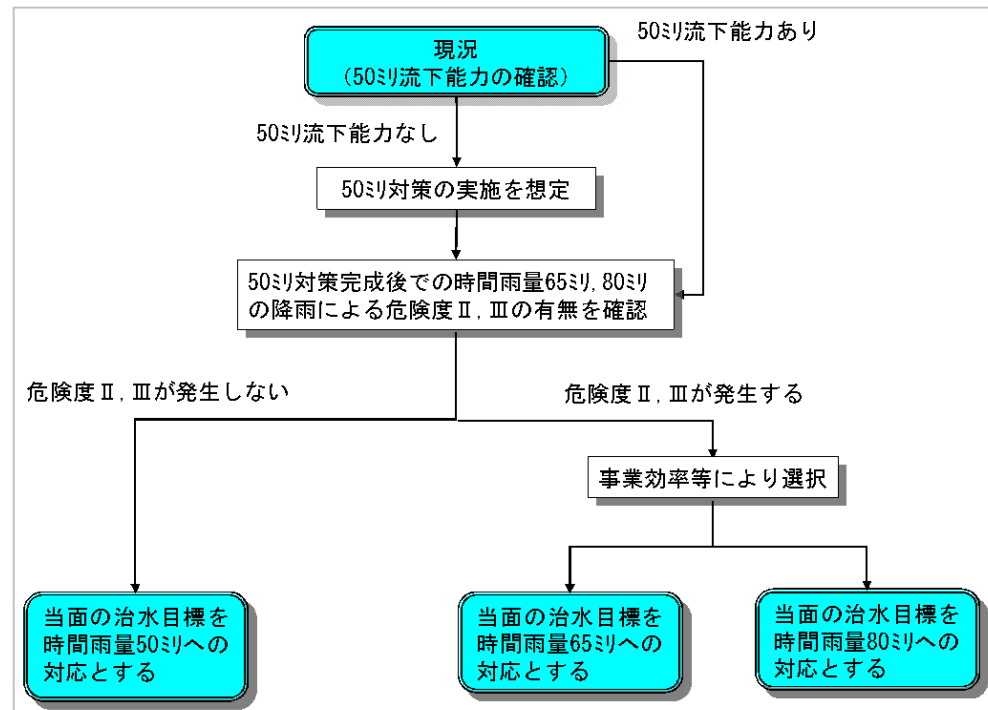 50ﾐﾘ流下能力あり
現況
(50ﾐﾘ流下能力の確認)
50ﾐﾘ流下能力なし
50ﾐﾘ対策の実施を想定
50ﾐﾘ対策完成後での時間雨量65ﾐﾘ,80ﾐﾘ
の降雨による危険度Ⅱ,Ⅲの有無を確認
危険度Ⅱ,Ⅲが発生しない
危険度Ⅱ,Ⅲが発生する
事業効率等により選択
当面の治水目標を
時間雨量50ﾐﾘへの
対応とする
当面の治水目標を
時間雨量65ﾐﾘへの
対応とする
当面の治水目標を
時間雨量80ﾐﾘへの
対応とする